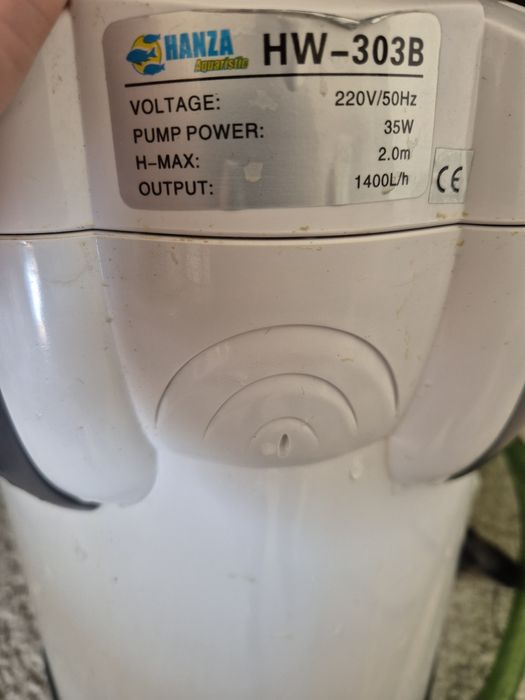 HANZA
Aquaristic
HW-303B
VOLTAGE: 220V/50Hz
PUMP POWER: 35W
H-MAX: 2.0m
OUTPUT: 1400L/h
CE